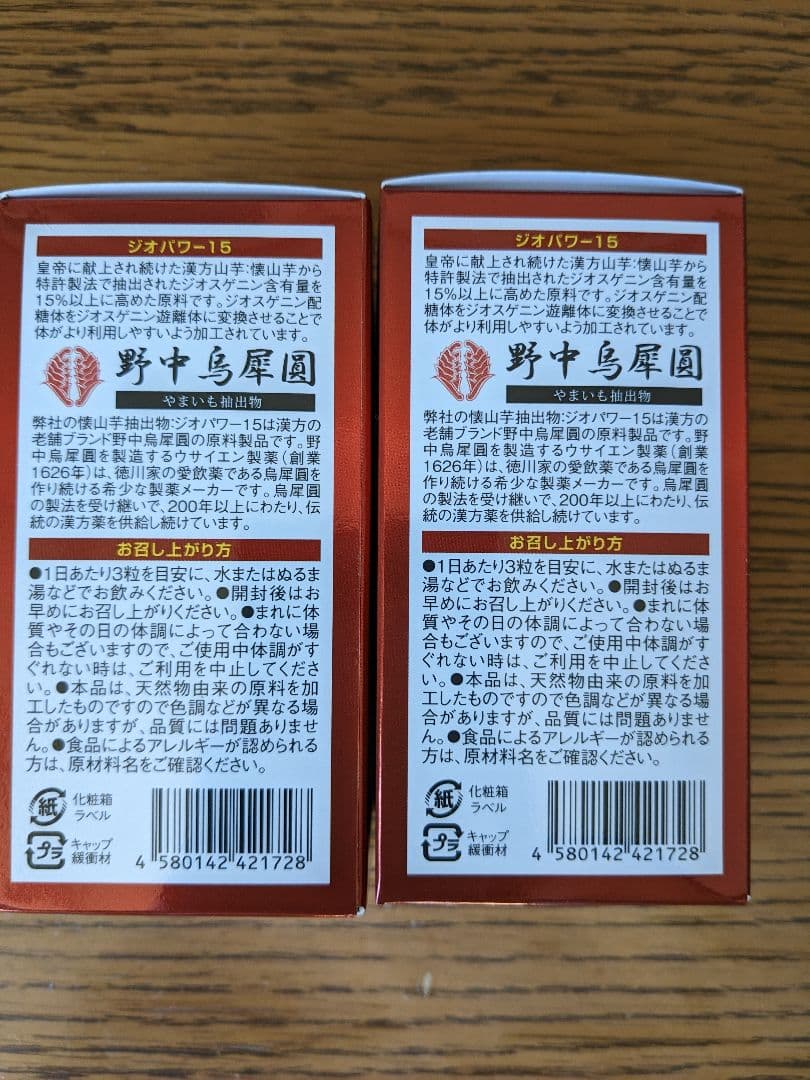 ジオパワー15
皇帝に献上され続けた漢方山芋:懐山芋から
特許製法で抽出されたジオスゲニン含有量を
15%以上に高めた原料です。ジオスゲニン配
糖体をジオスゲニン遊離体に変換させることで
体がより利用しやすいよう加工されています。
野中烏犀圓
やまいも抽出物
弊社の懐山芋抽出物:ジオパワー15は漢方の
老舗ブランド野中烏犀圓の原料製品です。野
中烏犀圓を製造するウサイエン製薬(創業
1626年)は、徳川家の愛飲薬である烏犀圓を
作り続ける希少な製薬メーカーです。烏犀圓
の製法を受け継いで、200年以上にわたり、伝
統の漢方薬を供給し続けています。
お召し上がり方
●1日あたり3粒を目安に、水またはぬるま
湯などでお飲みください。●開封後はお
早めにお召し上がりください。●まれに体
質やその日の体調によって合わない場
合もございますので、ご使用中体調がす
ぐれない時は、ご利用を中止してくださ
い。●本品は、天然物由来の原料を加
工したものですので色調などが異なる場
合がありますが、品質には問題ありませ
ん。●食品によるアレルギーが認められる
方は、原材料名をご確認ください。
紙
化粧箱
ラベル
プラ
キャップ
緩衝材
4 580142 421728
ジオパワー15
皇帝に献上され続けた漢方山芋:懐山芋から
特許製法で抽出されたジオスゲニン含有量を
15%以上に高めた原料です。ジオスゲニン配
糖体をジオスゲニン遊離体に変換させることで
体がより利用しやすいよう加工されています。
野中烏犀圓
やまいも抽出物
弊社の懐山芋抽出物:ジオパワー15は漢方の
老舗ブランド野中烏犀圓の原料製品です。野
中烏犀圓を製造するウサイエン製薬(創業
1626年)は、徳川家の愛飲薬である烏犀圓を
作り続ける希少な製薬メーカーです。烏犀圓
の製法を受け継いで、200年以上にわたり、伝
統の漢方薬を供給し続けています。
お召し上がり方
●1日あたり3粒を目安に、水またはぬるま
湯などでお飲みください。●開封後はお
早めにお召し上がりください。●まれに体
質やその日の体調によって合わない場
合もございますので、ご使用中体調がす
ぐれない時は、ご利用を中止してくださ
い。●本品は、天然物由来の原料を加
工したものですので色調などが異なる場
合がありますが、品質には問題ありませ
ん。●食品によるアレルギーが認められる
方は、原材料名をご確認ください。
紙
化粧箱
ラベル
プラ
キャップ
緩衝材
4 580142 421728